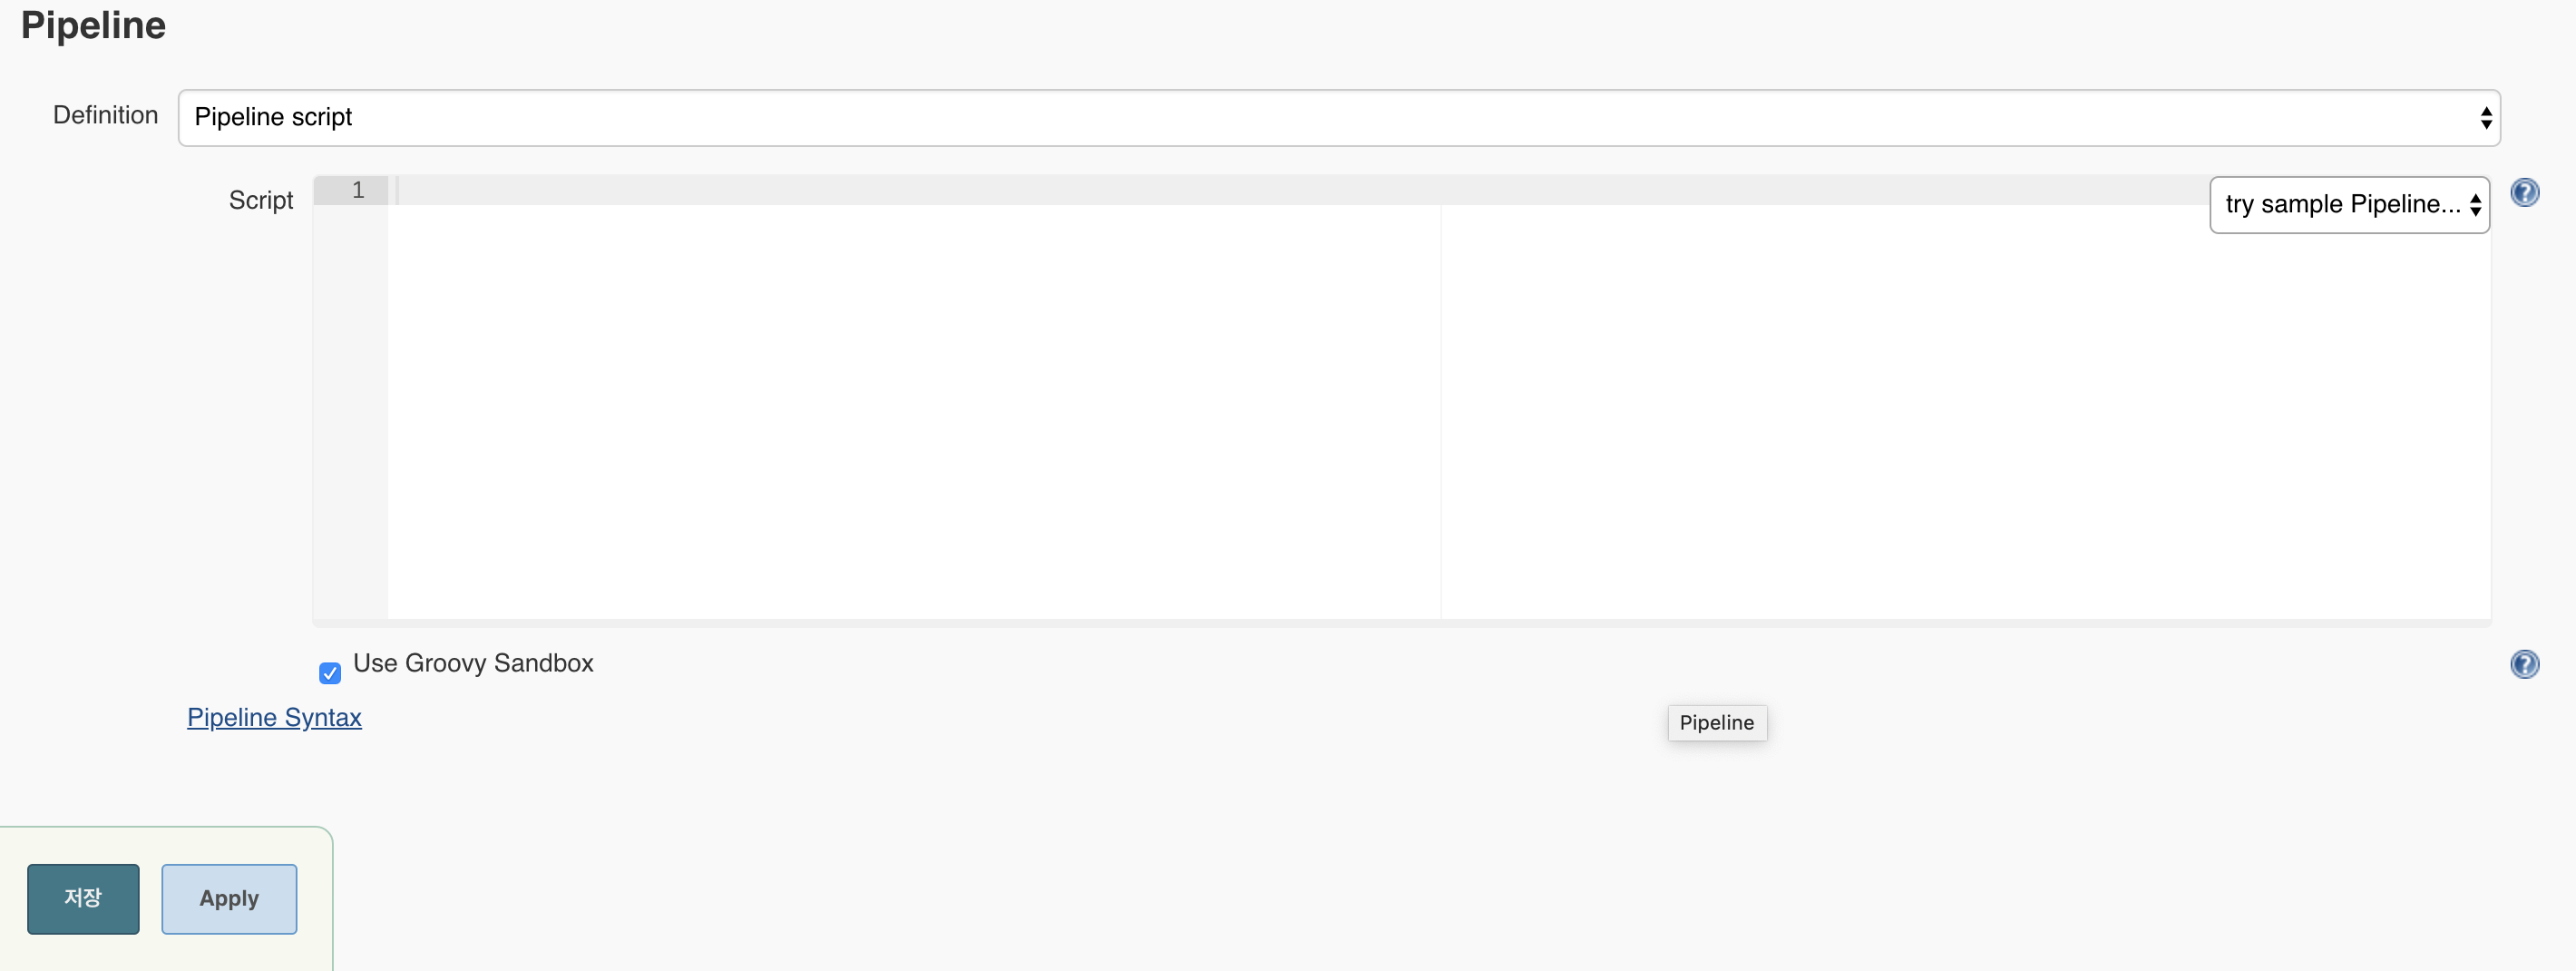 Pipeline
Definition
Pipeline script
Script
1
try sample Pipeline...
?
Use Groovy Sandbox
?
Pipeline Syntax
Pipeline
저장
Apply